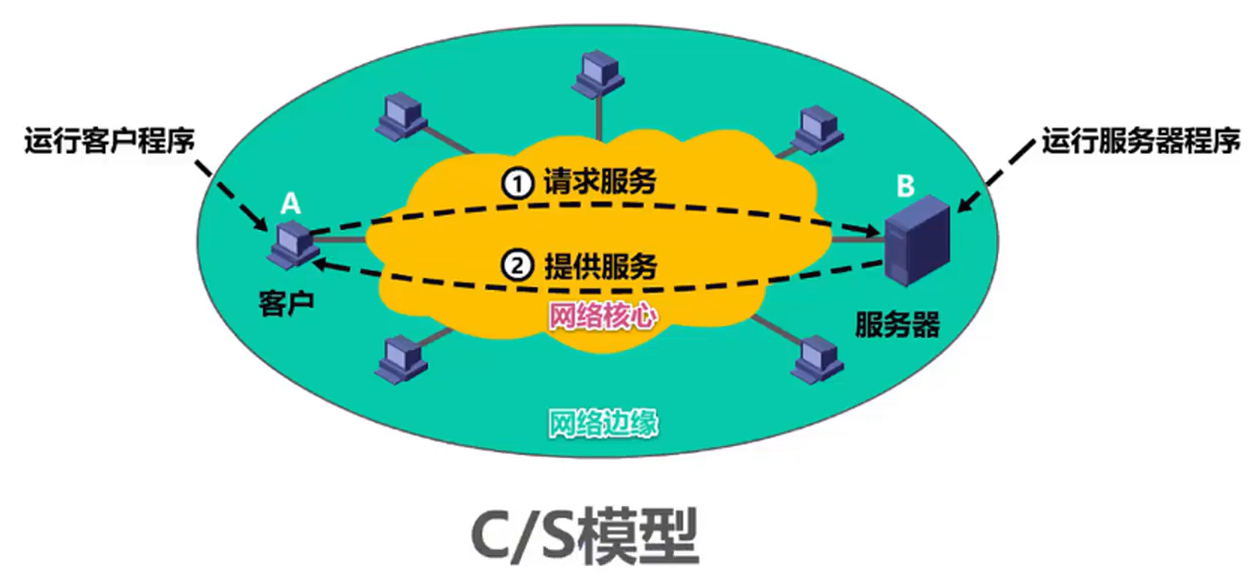 运行客户程序
运行服务器程序
A
B
① 请求服务
② 提供服务
客户
网络核心
服务器
网络边缘
C/S模型